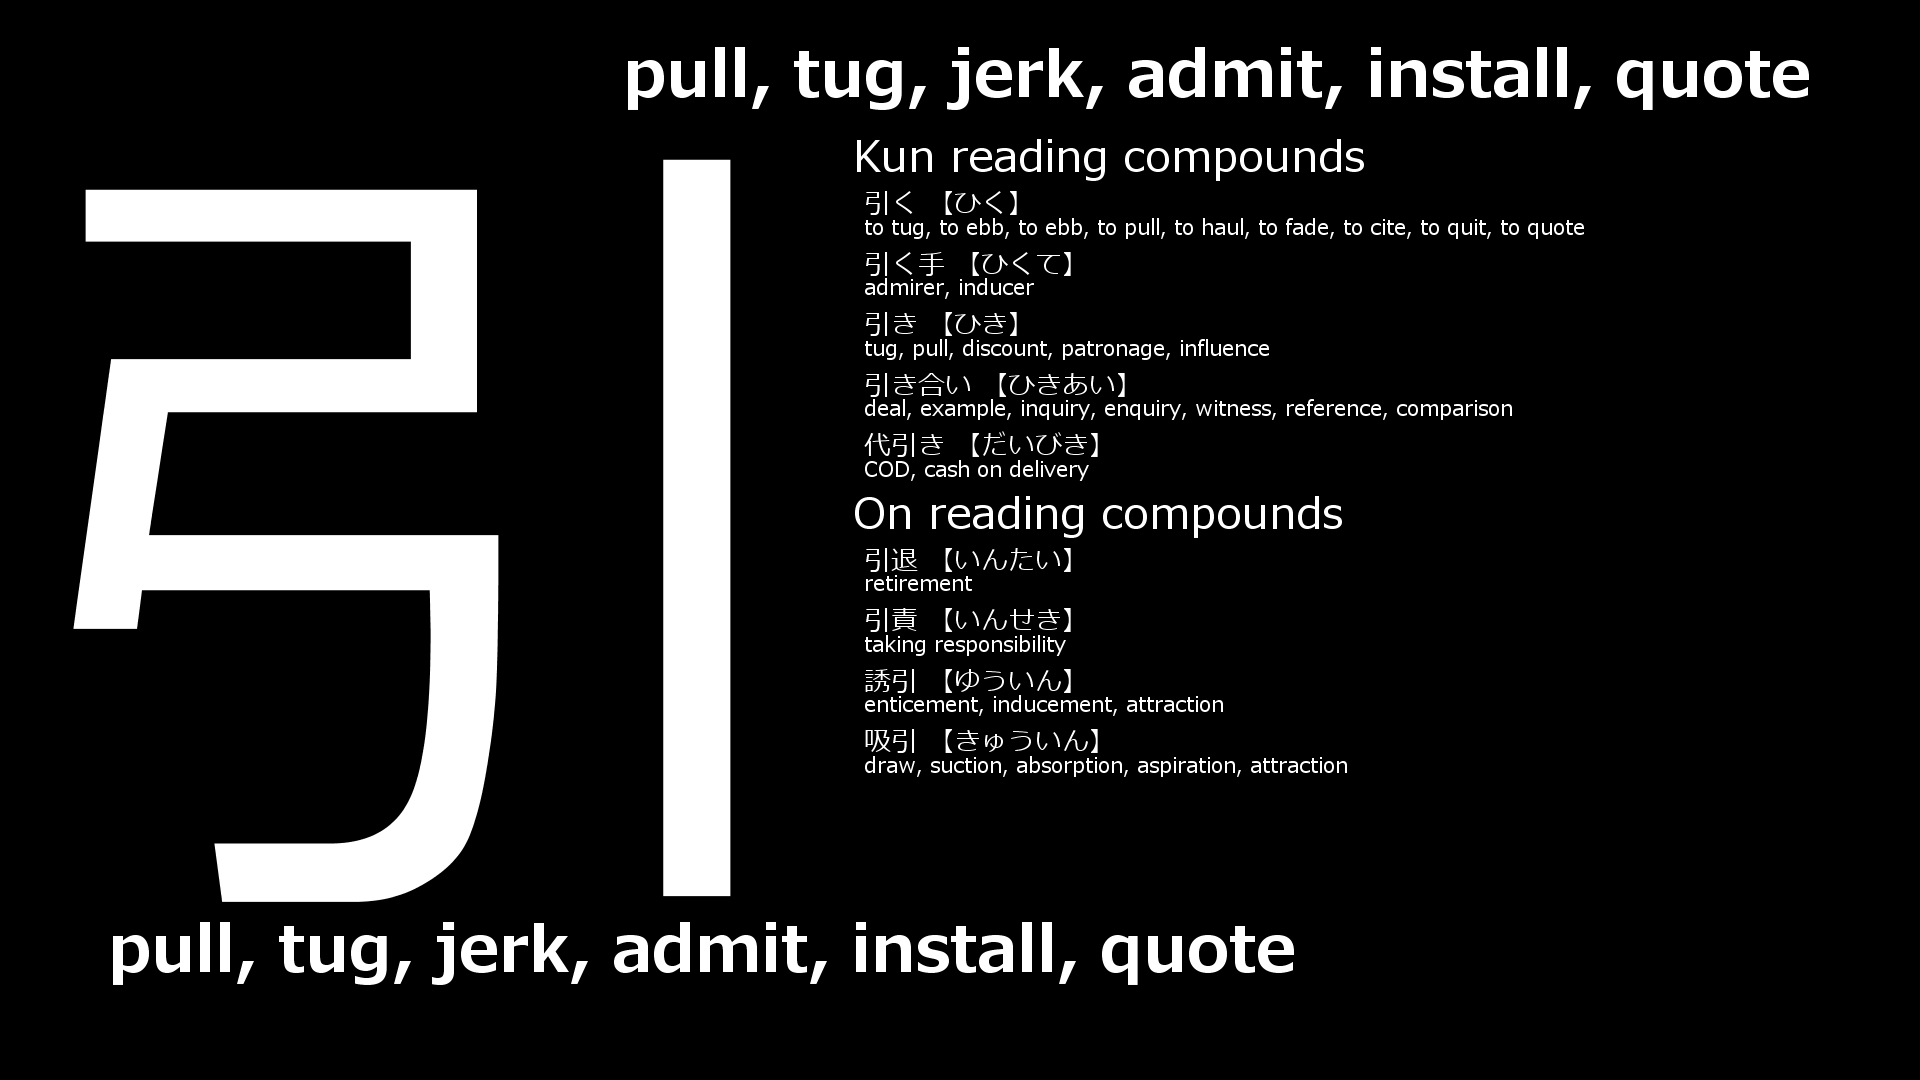 pull, tug, jerk, admit, install, quote
引
Kun reading compounds
引く 【ひく】
to tug, to ebb, to ebb, to pull, to haul, to fade, to cite, to quit, to quote
引く手 【ひくて】
admirer, inducer
引き 【ひき】
tug, pull, discount, patronage, influence
引き合い 【ひきあい】
deal, example, inquiry, enquiry, witness, reference, comparison
代引き 【だいびき】
COD, cash on delivery
On reading compounds
引退 【いんたい】
retirement
引責 【いんせき】
taking responsibility
誘引 【ゆういん】
enticement, inducement, attraction
吸引 【きゅういん】
draw, suction, absorption, aspiration, attraction
pull, tug, jerk, admit, install, quote